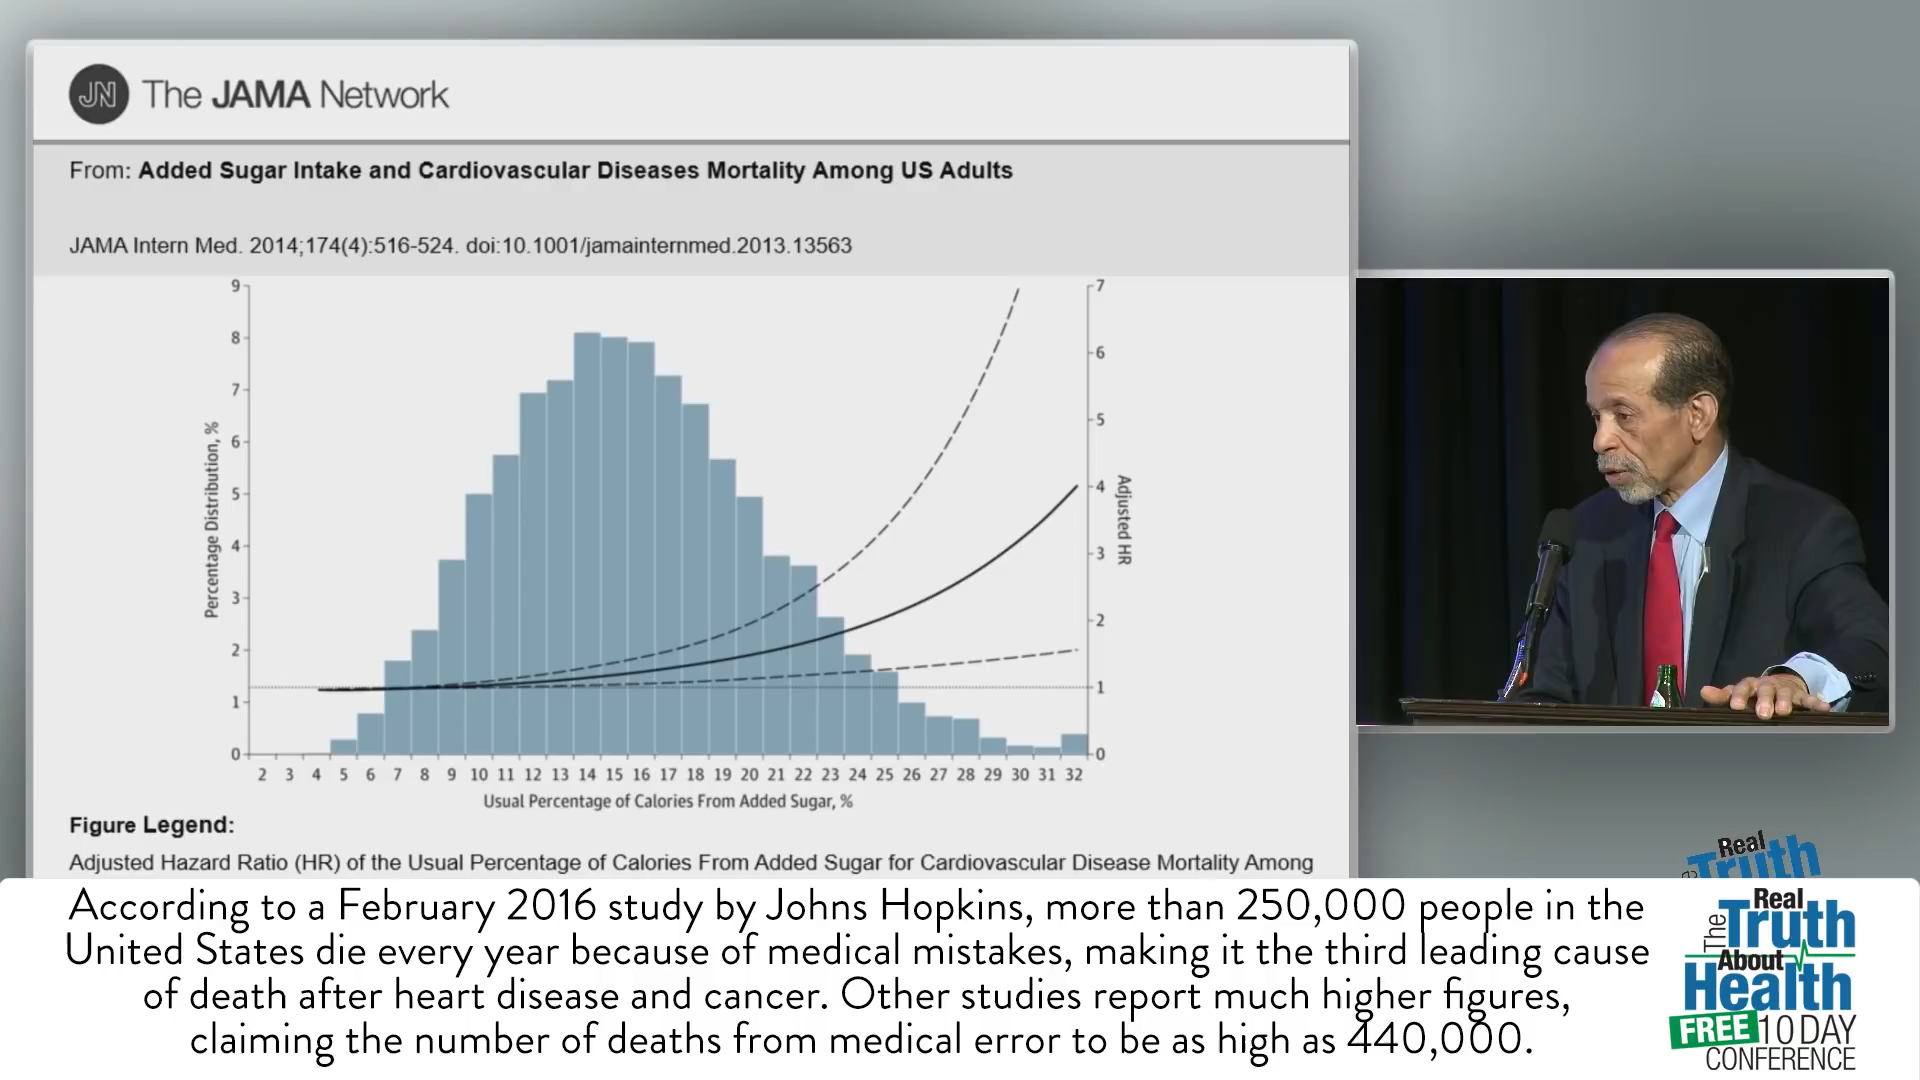 JN The JAMA Network
From: Added Sugar Intake and Cardiovascular Diseases Mortality Among US Adults
JAMA Intern Med. 2014;174(4):516-524. doi:10.1001/jamainternmed.2013.13563
9
8
7
6
5
4
3
2
1
0
Percentage Distribution, %
7
6
5
4
3
2
1
0
Adjusted HR
2 3 4 5 6 7 8 9 10 11 12 13 14 15 16 17 18 19 20 21 22 23 24 25 26 27 28 29 30 31 32
Usual Percentage of Calories From Added Sugar, %
Figure Legend:
Adjusted Hazard Ratio (HR) of the Usual Percentage of Calories From Added Sugar for Cardiovascular Disease Mortality Among
According to a February 2016 study by Johns Hopkins, more than 250,000 people in the
United States die every year because of medical mistakes, making it the third leading cause
of death after heart disease and cancer. Other studies report much higher figures,
claiming the number of deaths from medical error to be as high as 440,000.
Real
Truth
The Real
Truth
About
Health
FREE 10 DAY
CONFERENCE